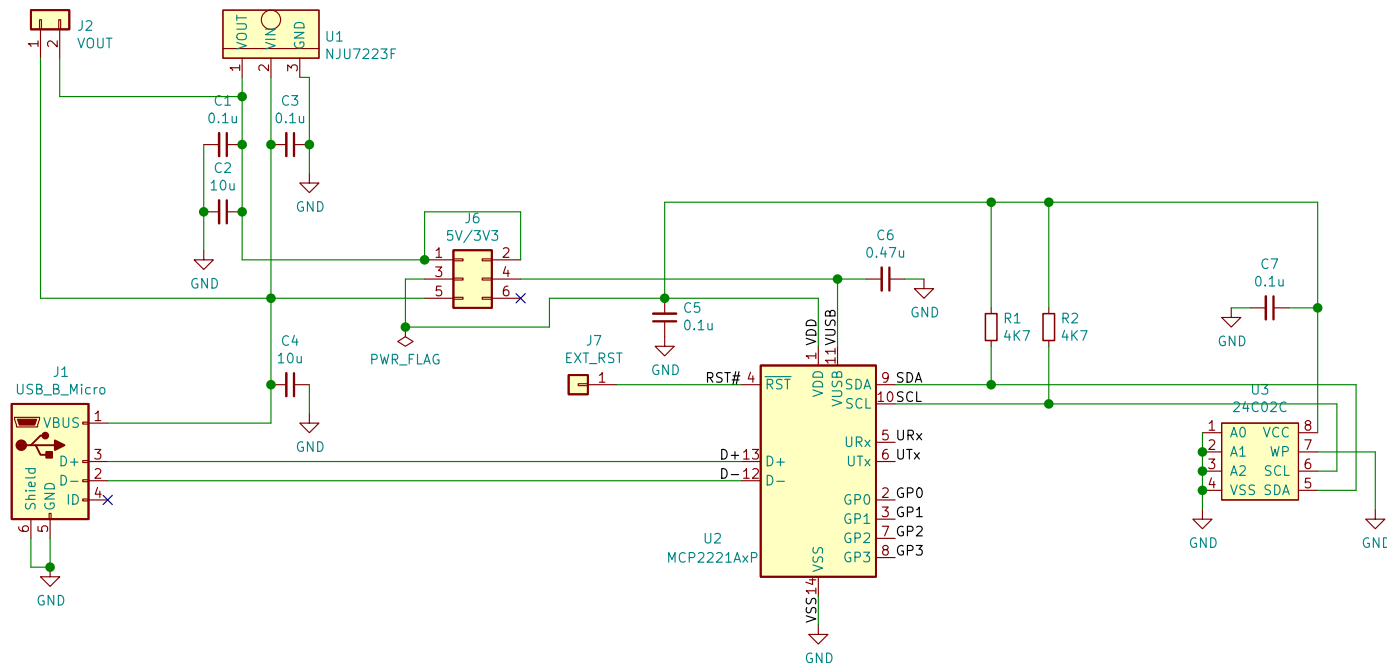 J2
VOUT
1
2
VOUT
VIN
GND
1
2
3
U1
NJU7223F
C1
0.1u
C3
0.1u
C2
10u
GND
GND
J6
5V/3V3
1
2
3
4
5
6
PWR_FLAG
C6
0.47u
GND
C5
0.1u
GND
R1
4K7
R2
4K7
C7
0.1u
GND
C4
10u
GND
J1
USB_B_Micro
VBUS
1
D+
3
D-
2
ID
4
Shield
GND
6
5
GND
J7
EXT_RST
1
RST#
4
RST
VDD
1
VDD
VUSB
11
VUSB
SDA
9
SDA
SCL
10
SCL
URx
5
URx
UTx
6
UTx
D+
13
D+
D-
12
D-
GP0
2
GP0
GP1
3
GP1
GP2
7
GP2
GP3
8
GP3
U2
MCP2221AxP
VSS
VSS
14
GND
U3
24C02C
1
A0
VCC
8
2
A1
WP
7
3
A2
SCL
6
4
VSS
SDA
5
GND
GND